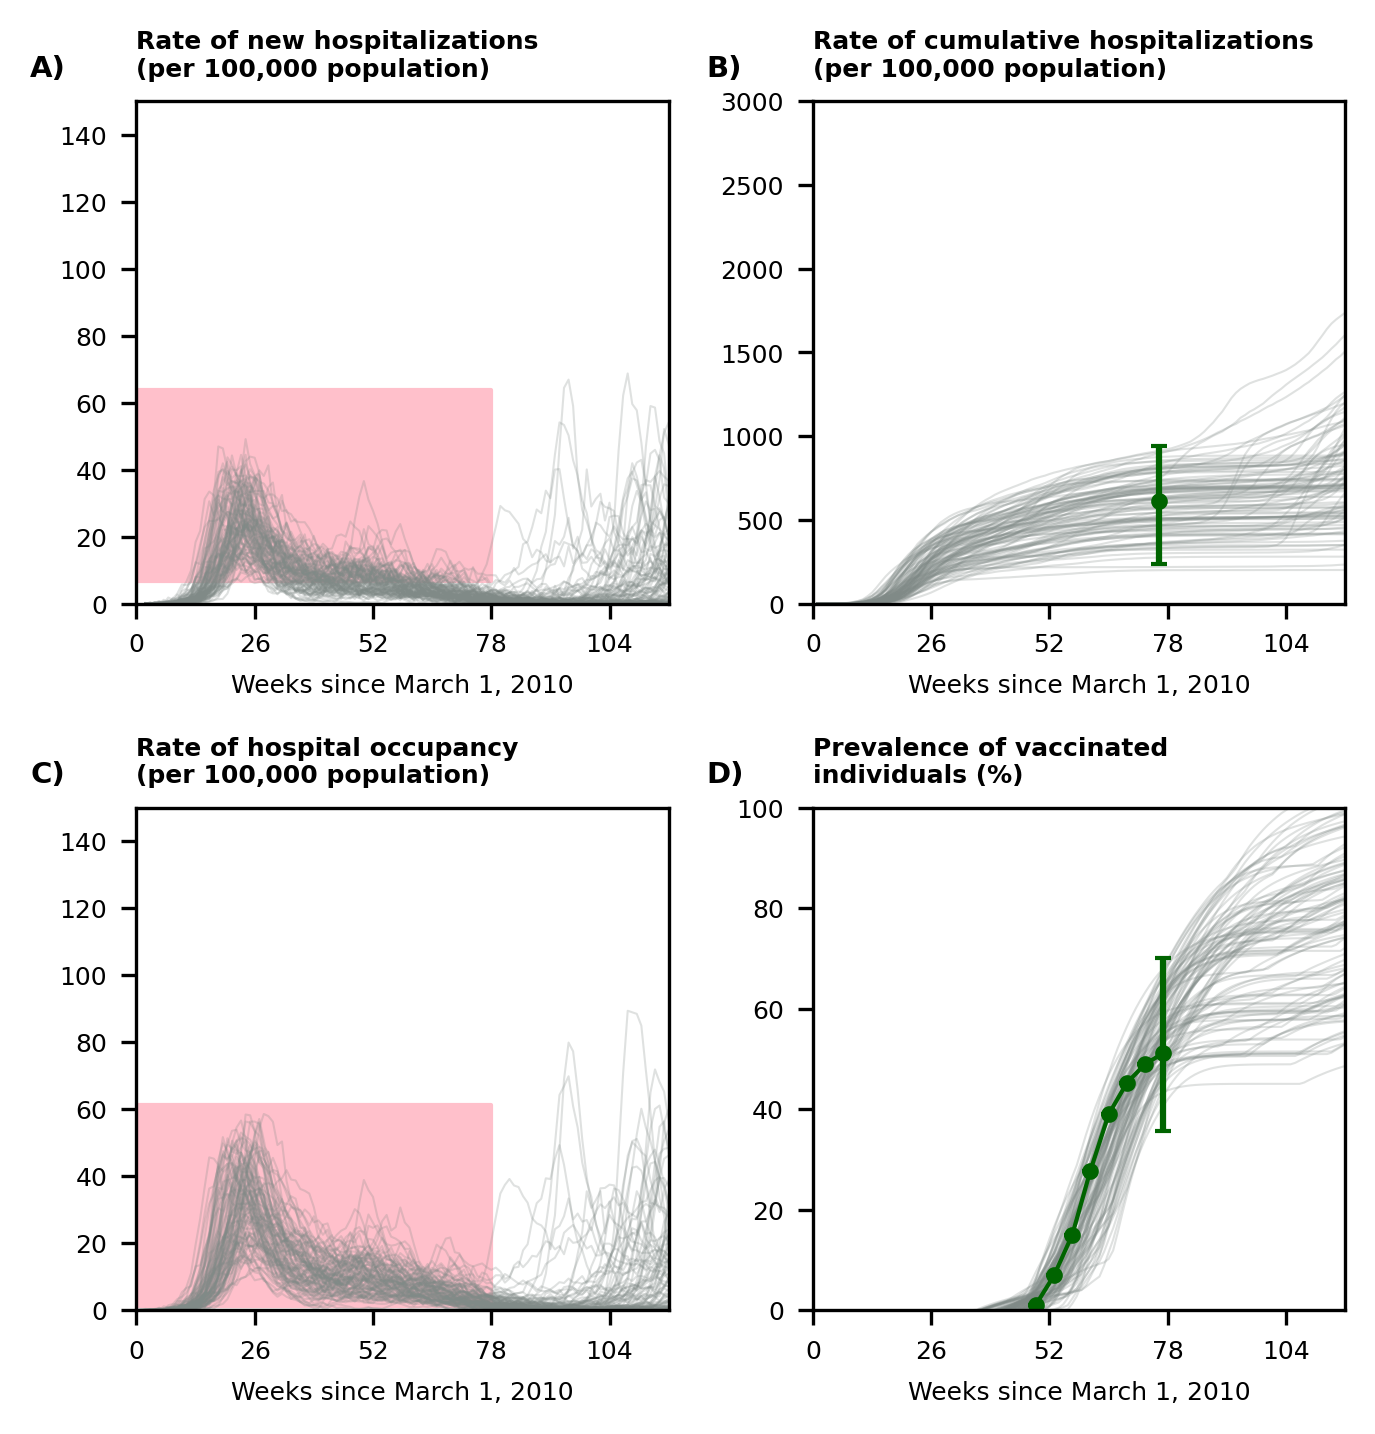 A)
Rate of new hospitalizations
(per 100,000 population)
140
120
100
80
60
40
20
0
0 26 52 78 104
Weeks since March 1, 2010
B)
Rate of cumulative hospitalizations
(per 100,000 population)
3000
2500
2000
1500
1000
500
0
0 26 52 78 104
Weeks since March 1, 2010
C)
Rate of hospital occupancy
(per 100,000 population)
140
120
100
80
60
40
20
0
0 26 52 78 104
Weeks since March 1, 2010
D)
Prevalence of vaccinated
individuals (%)
100
80
60
40
20
0
0 26 52 78 104
Weeks since March 1, 2010